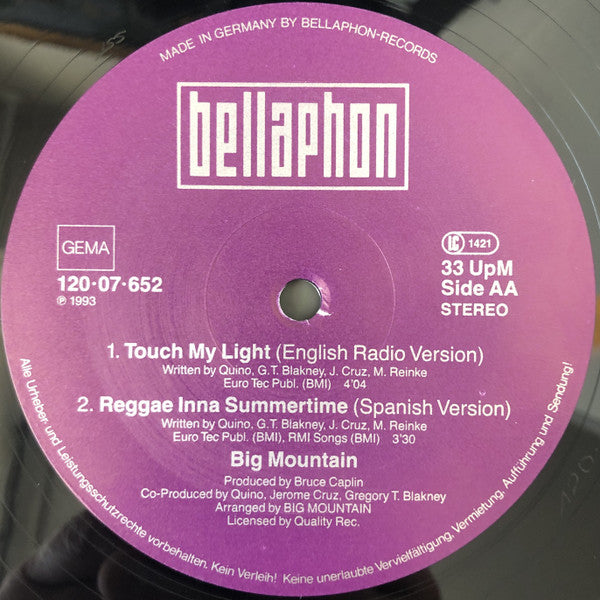 MADE IN GERMANY BY BELLAPHON-RECORDS
bellaphon
GEMA
LC 1421
120·07·652
℗ 1993
33 UpM
Side AA
STEREO
1. Touch My Light (English Radio Version)
Written by Quino, G.T. Blakney, J. Cruz, M. Reinke
Euro Tec Publ. (BMI) 4'04
2. Reggae Inna Summertime (Spanish Version)
Written by Quino, G.T. Blakney, J. Cruz, M. Reinke
Euro Tec Publ. (BMI), RMI Songs (BMI) 3'30
Big Mountain
Produced by Bruce Caplin
Co-Produced by Quino, Jerome Cruz, Gregory T. Blakney
Arranged by BIG MOUNTAIN
Licensed by Quality Rec.
Alle Urheber- und Leistungsschutzrechte vorbehalten. Kein Verleih! Keine unerlaubte Vervielfältigung, Vermietung, Aufführung und Sendung!